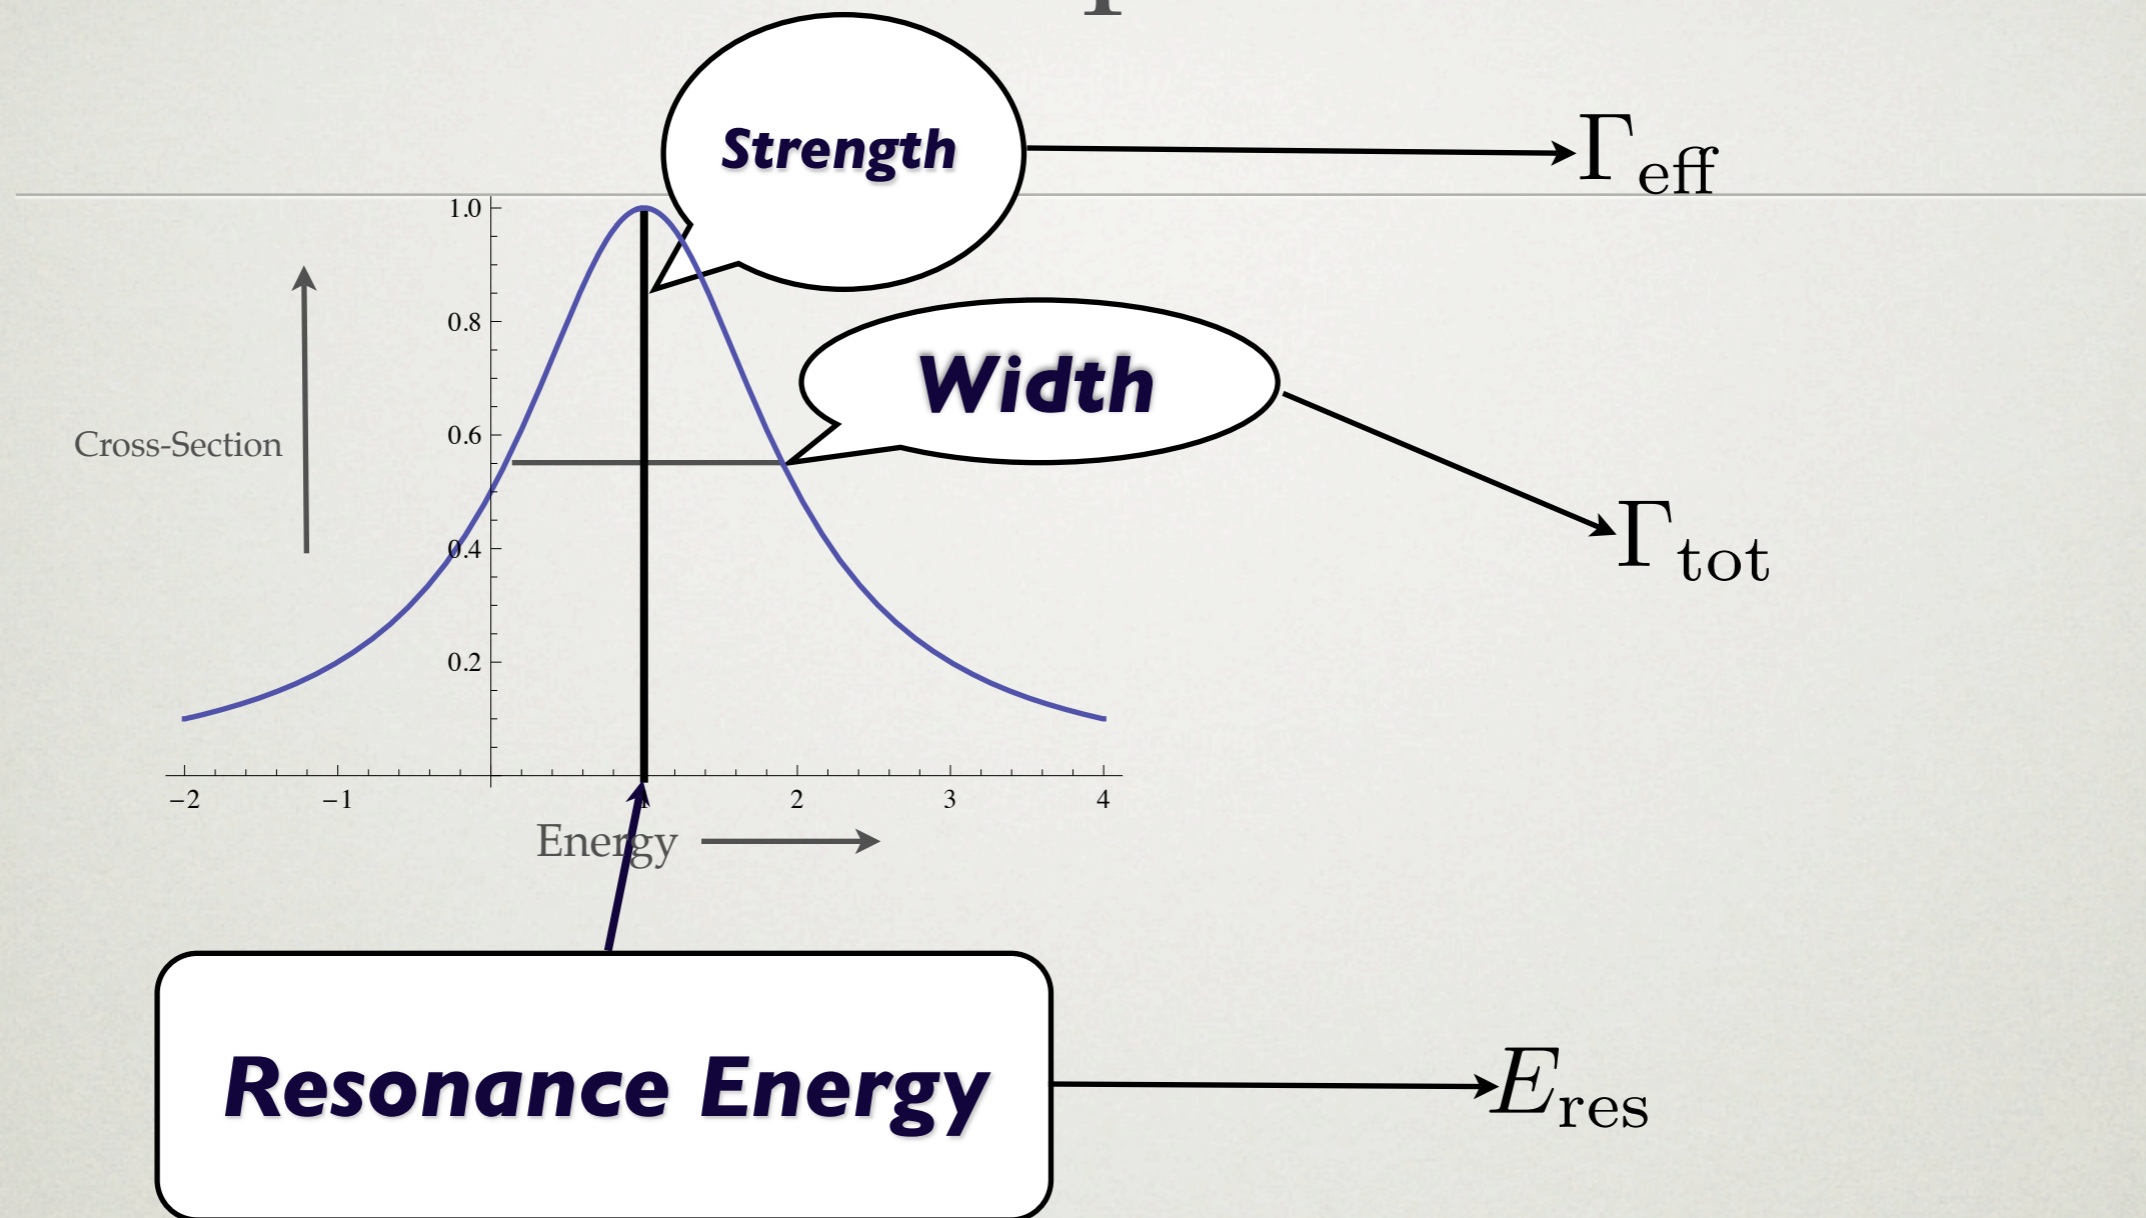 Strength
Γeff
1.0
0.8
Width
Cross-Section
0.6
Γtot
0.4
0.2
−2 −1 2 3 4
Energy
Resonance Energy
Eres